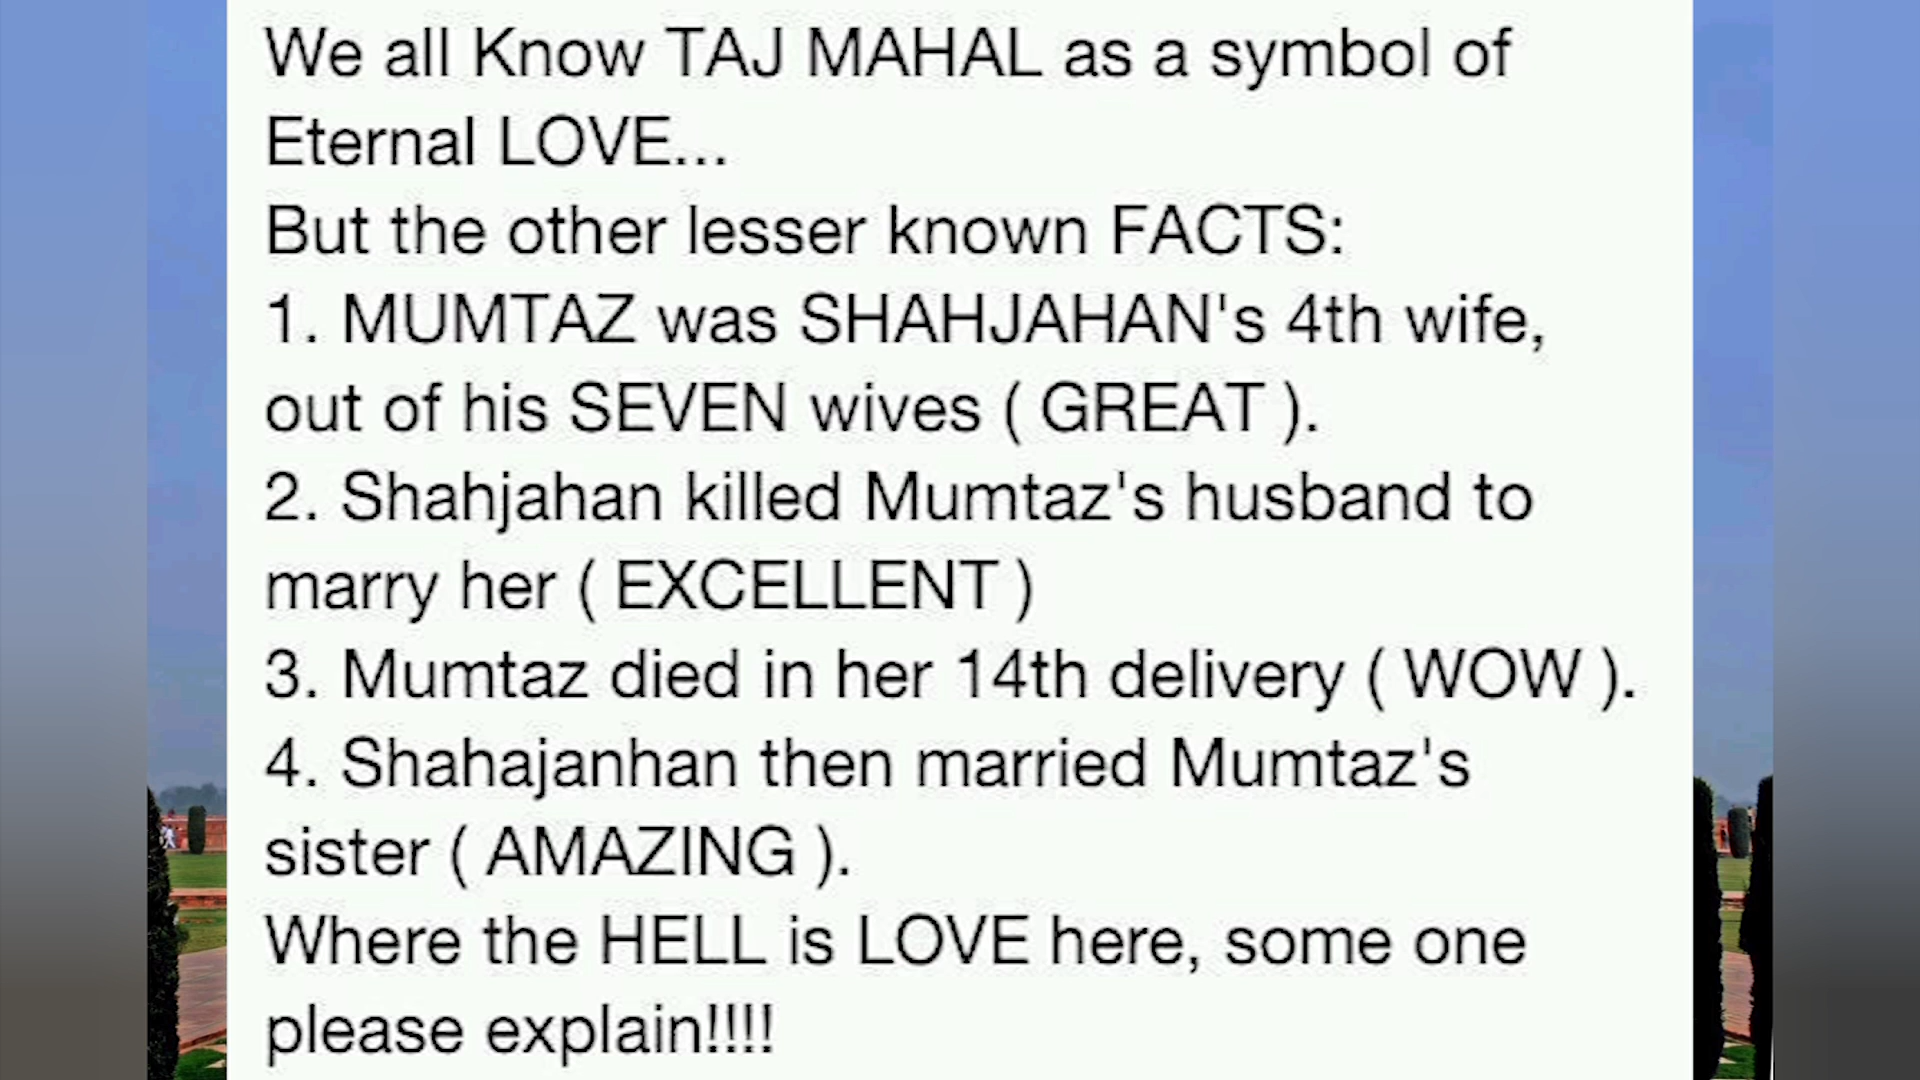 We all Know TAJ MAHAL as a symbol of
Eternal LOVE...
But the other lesser known FACTS:
1. MUMTAZ was SHAHJAHAN's 4th wife,
out of his SEVEN wives ( GREAT ).
2. Shahjahan killed Mumtaz's husband to
marry her ( EXCELLENT )
3. Mumtaz died in her 14th delivery ( WOW ).
4. Shahajanhan then married Mumtaz's
sister ( AMAZING ).
Where the HELL is LOVE here, some one
please explain!!!!